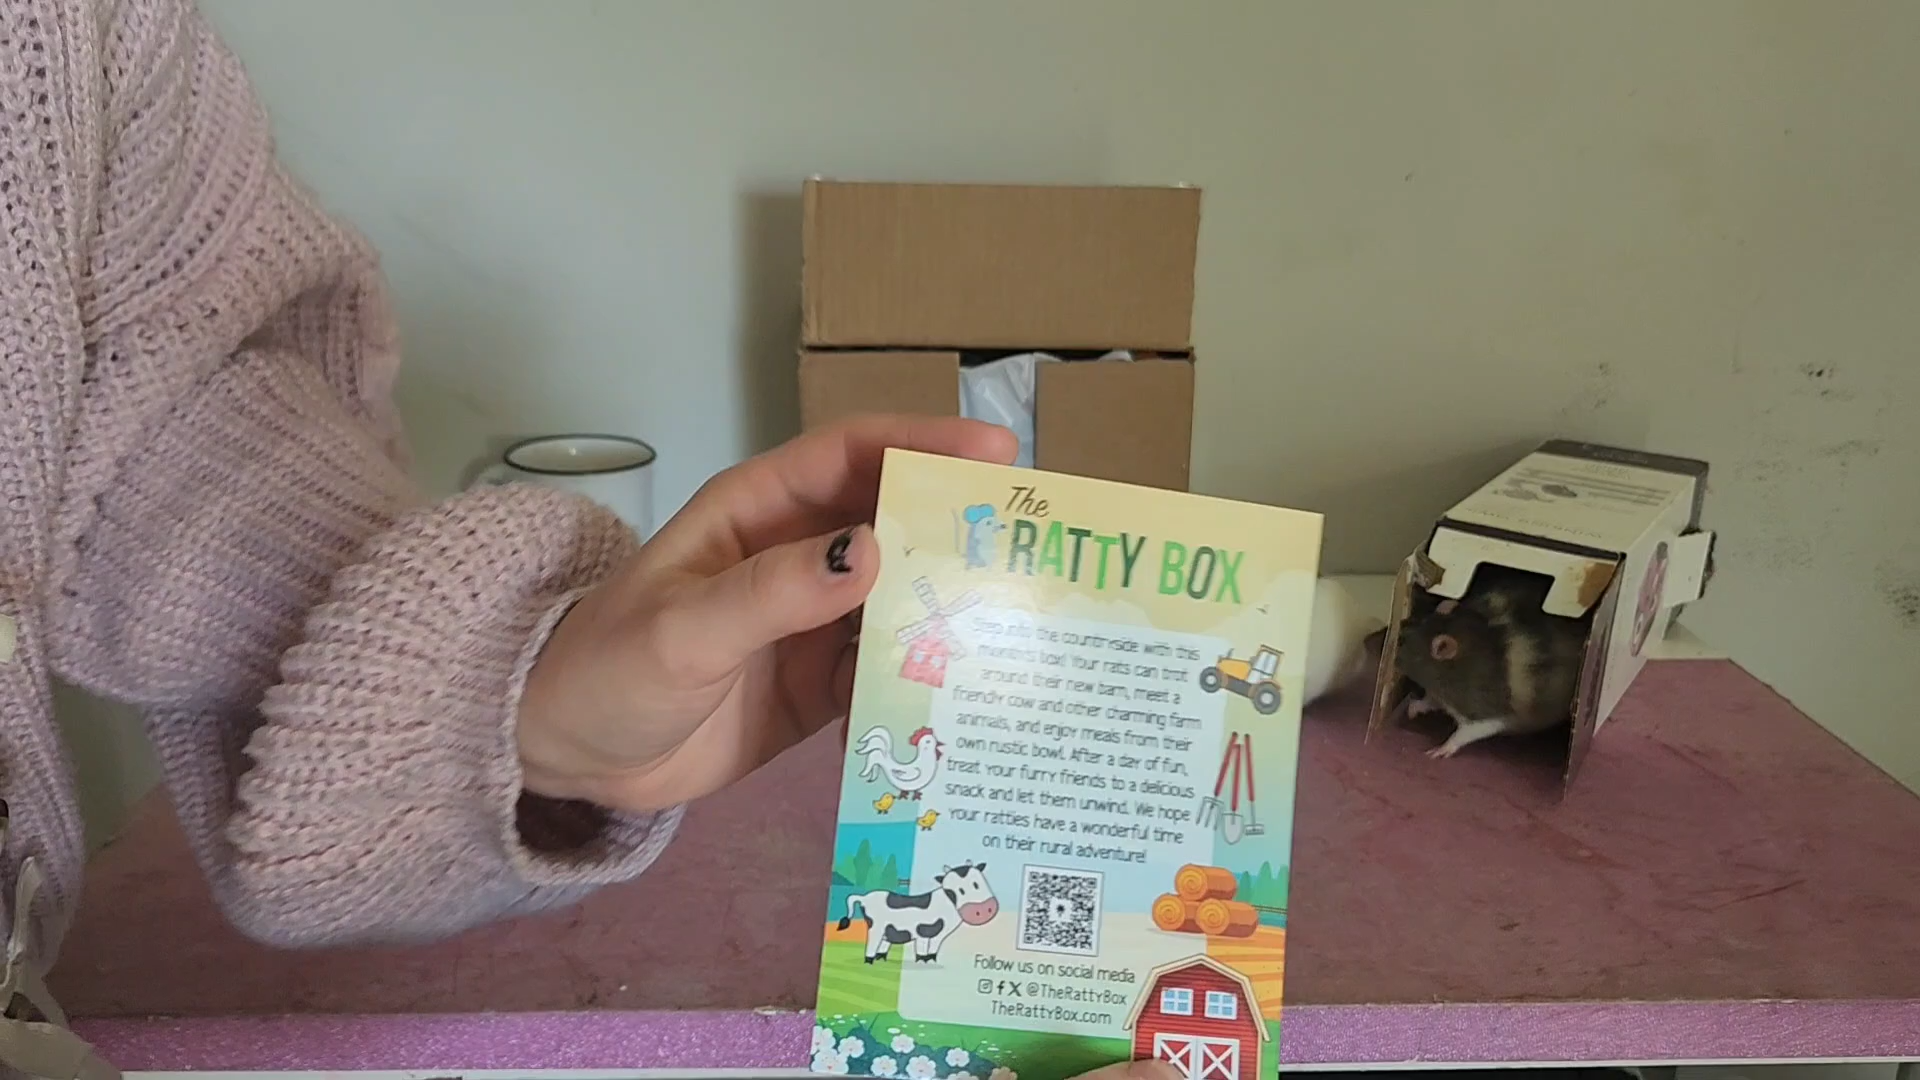 The
RATTY BOX
Step into the countryside with this
month's box! Your rats can trot
around their new barn, meet a
friendly cow and other charming farm
animals, and enjoy meals from their
own rustic bowl. After a day of fun,
treat your furry friends to a delicious
snack and let them unwind. We hope
your ratties have a wonderful time
on their rural adventure!
Follow us on social media
@TheRattyBox
TheRattyBox.com